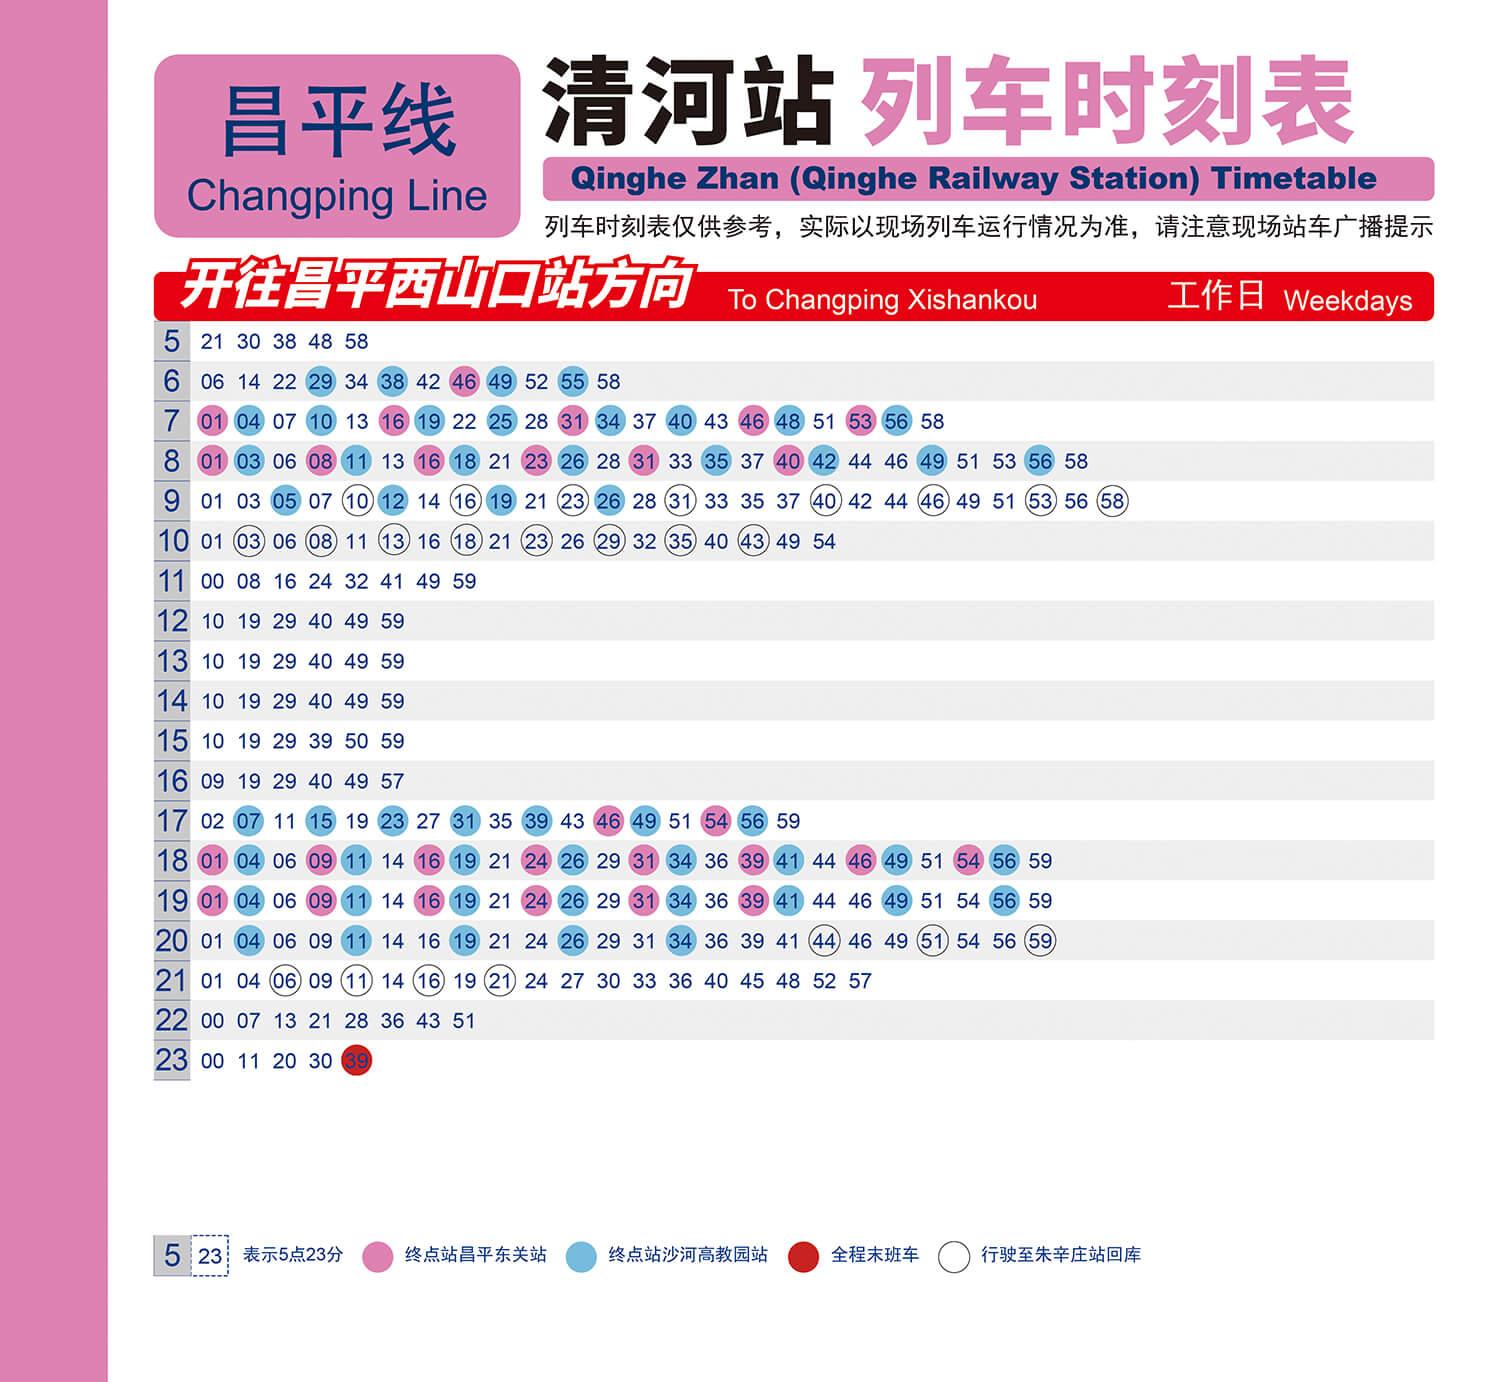 昌平线
Changping Line
清河站 列车时刻表
Qinghe Zhan (Qinghe Railway Station) Timetable
列车时刻表仅供参考，实际以现场列车运行情况为准，请注意现场站车广播提示
开往昌平西山口站方向 To Changping Xishankou 工作日 Weekdays
5 21 30 38 48 58
6 06 14 22 29 34 38 42 46 49 52 55 58
7 01 04 07 10 13 16 19 22 25 28 31 34 37 40 43 46 48 51 53 56 58
8 01 03 06 08 11 13 16 18 21 23 26 28 31 33 35 37 40 42 44 46 49 51 53 56 58
9 01 03 05 07 10 12 14 16 19 21 23 26 28 31 33 35 37 40 42 44 46 49 51 53 56 58
10 01 03 06 08 11 13 16 18 21 23 26 29 32 35 40 43 49 54
11 00 08 16 24 32 41 49 59
12 10 19 29 40 49 59
13 10 19 29 40 49 59
14 10 19 29 40 49 59
15 10 19 29 39 50 59
16 09 19 29 40 49 57
17 02 07 11 15 19 23 27 31 35 39 43 46 49 51 54 56 59
18 01 04 06 09 11 14 16 19 21 24 26 29 31 34 36 39 41 44 46 49 51 54 56 59
19 01 04 06 09 11 14 16 19 21 24 26 29 31 34 36 39 41 44 46 49 51 54 56 59
20 01 04 06 09 11 14 16 19 21 24 26 29 31 34 36 39 41 44 46 49 51 54 56 59
21 01 04 06 09 11 14 16 19 21 24 27 30 33 36 40 45 48 52 57
22 00 07 13 21 28 36 43 51
23 00 11 20 30 39
5 23 表示5点23分 终点站昌平东关站 终点站沙河高教园站 全程末班车 行驶至朱辛庄站回库